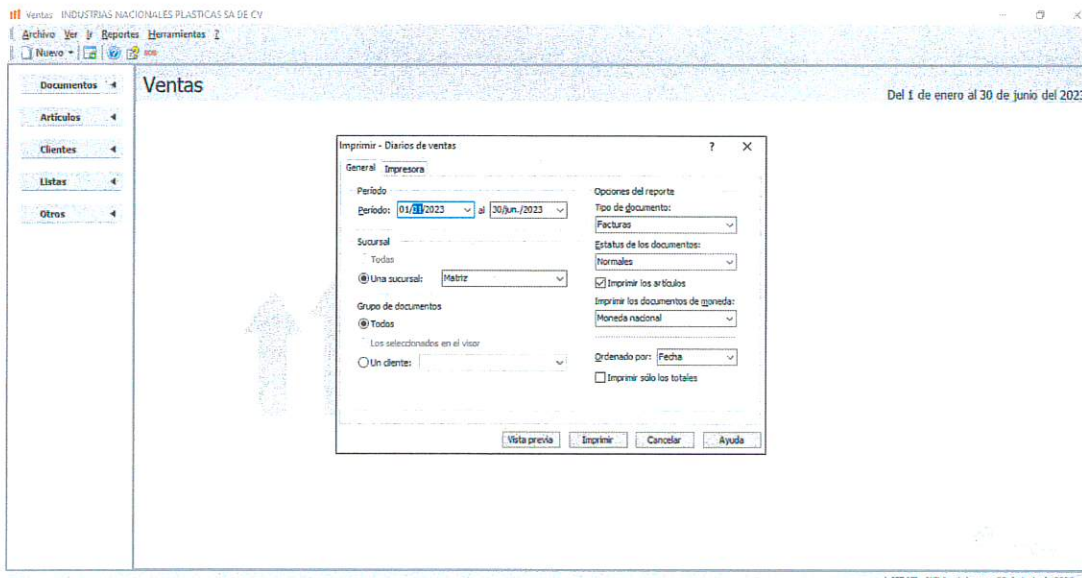 Ventas INDUSTRIAS NACIONALES PLASTICAS SA DE CV
Archivo Ver Ir Reportes Herramientas ?
Nuevo
Documentos
Artículos
Clientes
Listas
Otros
Ventas
Del 1 de enero al 30 de junio del 2023
Imprimir - Diarios de ventas ?
General Impresora
Período
Período: 01/01/2023 al 30/jun./2023
Sucursal
Todas
Una sucursal: Matriz
Grupo de documentos
Todos
Los seleccionados en el visor
Un cliente:
Opciones del reporte
Tipo de documento:
Facturas
Estatus de los documentos:
Normales
Imprimir los artículos
Imprimir los documentos de moneda:
Moneda nacional
Ordenado por: Fecha
Imprimir sólo los totales
Vista previa Imprimir Cancelar Ayuda